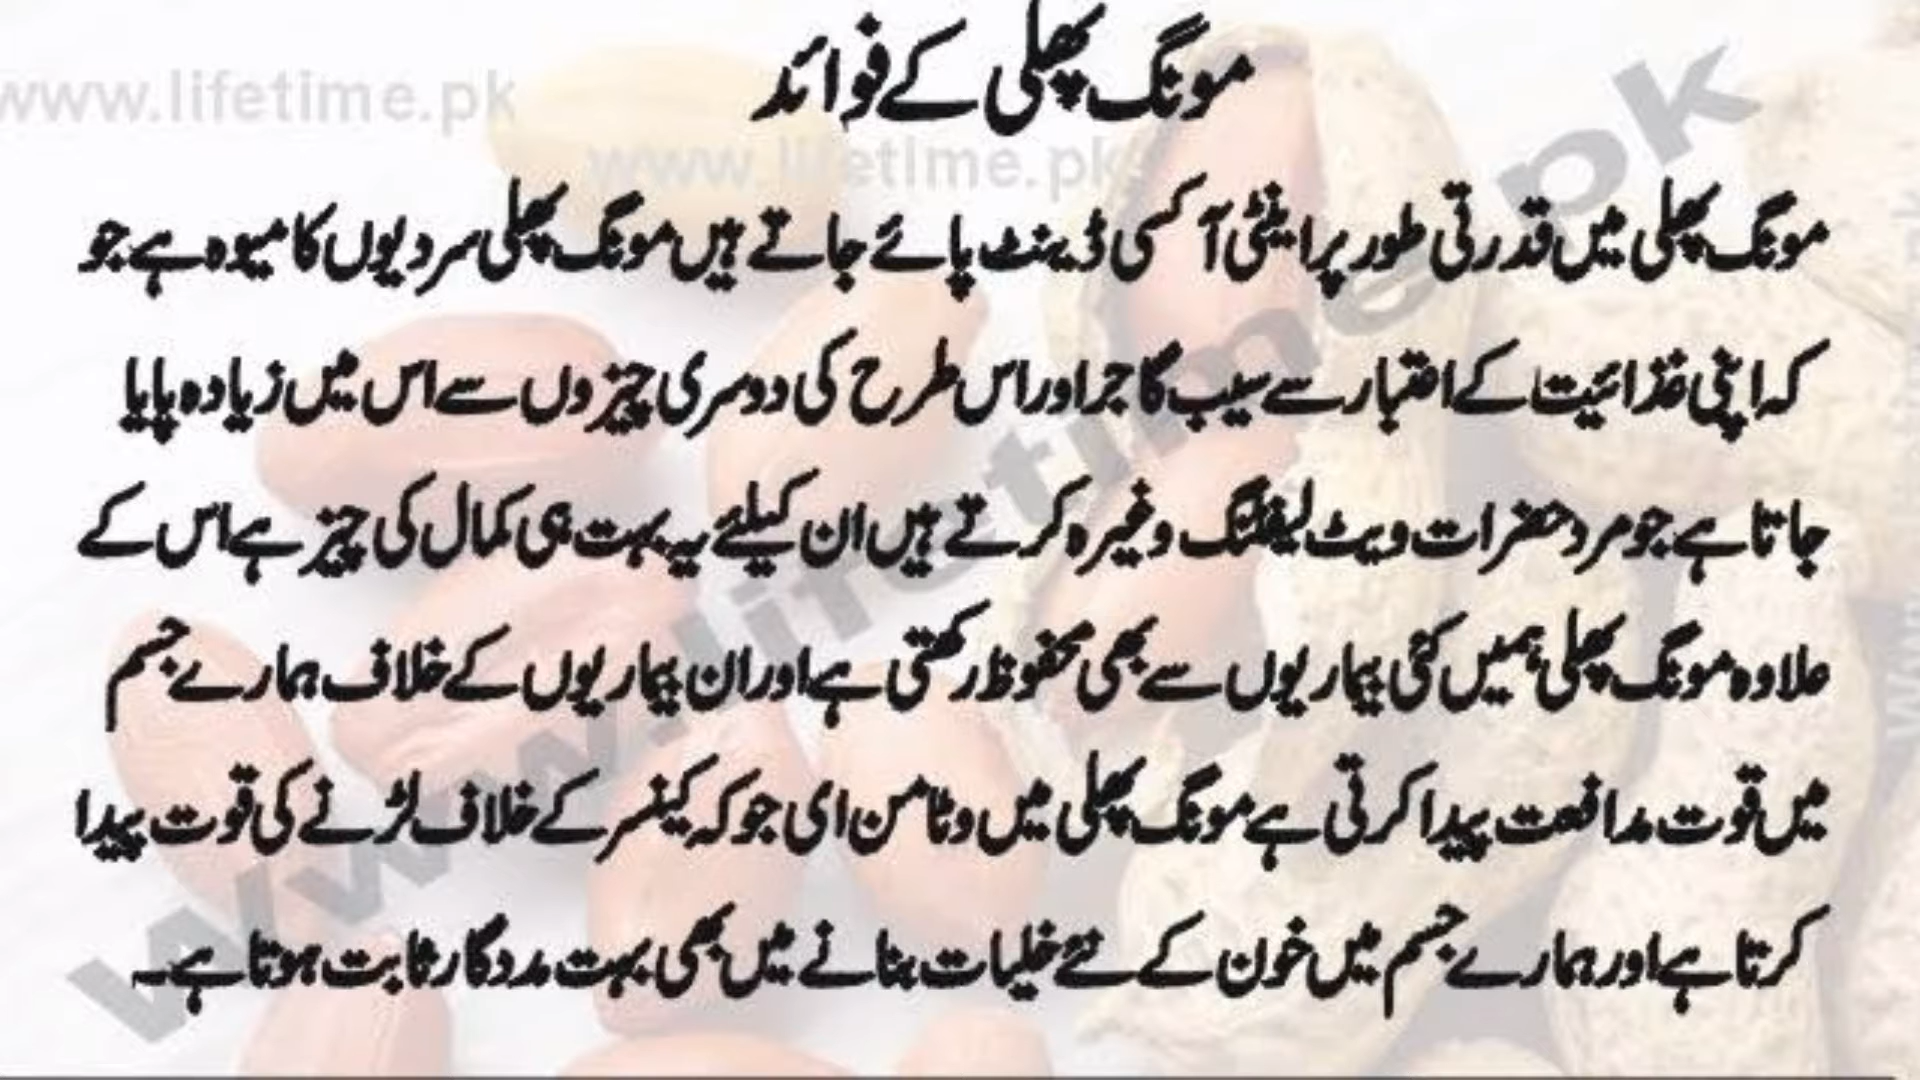 مونگ پھلی کے فوائد
www.lifetime.pk
www.lifetime.pk
مونگ پھلی میں قدرتی طور پر اینٹی آکسی ڈینٹ پائے جاتے ہیں مونگ پھلی سردیوں کا میوہ ہے جو
کہ اپنی غذائیت کے اعتبار سے سیب گاجر اور اس طرح کی دوسری چیزوں سے اس میں زیادہ پایا
جاتا ہے جو مرد حضرات ویٹ لیفٹنگ وغیرہ کرتے ہیں ان کیلئے یہ بہت ہی کمال کی چیز ہے اس کے
علاوہ مونگ پھلی ہمیں کئی بیماریوں سے بھی محفوظ رکھتی ہے اور ان بیماریوں کے خلاف ہمارے جسم
میں قوت مدافعت پیدا کرتی ہے مونگ پھلی میں وٹامن ای جو کہ کینسر کے خلاف لڑنے کی قوت پیدا
کرتا ہے اور ہمارے جسم میں خون کے نئے خلیات بنانے میں بھی بہت مددگار ثابت ہوتا ہے۔
www.lifetime.pk